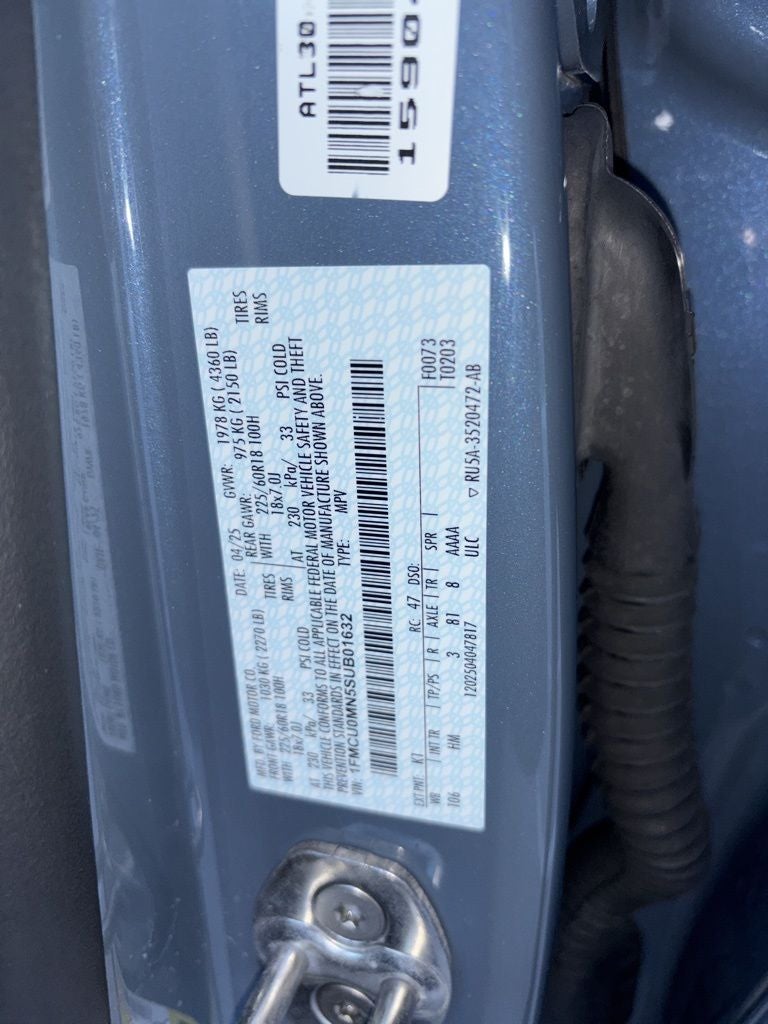 ATL30
1590
MFD. BY FORD MOTOR CO. DATE: 04/25 GVWR: 1978 KG ( 4360 LB)
FRONT GAWR: 1030 KG ( 2270 LB) REAR GAWR: 975 KG ( 2150 LB)
WITH 225/60R18 100H TIRES WITH 225/60R18 100H TIRES
18x7.0J RIMS 18x7.0J RIMS
AT 230 kPa/ 33 PSI COLD AT 230 kPa/ 33 PSI COLD
THIS VEHICLE CONFORMS TO ALL APPLICABLE FEDERAL MOTOR VEHICLE SAFETY AND THEFT
PREVENTION STANDARDS IN EFFECT ON THE DATE OF MANUFACTURE SHOWN ABOVE.
VIN: 1FMCU0MN5SUB01632 TYPE: MPV
EXT PNT: K1 RC: 47 DSO: F0073
WB INT TR TP/PS R AXLE TR SPR T0203
106 HM 3 81 8 AAAA
120250404​7817 ULC ▽ RU5A-3520472-AB